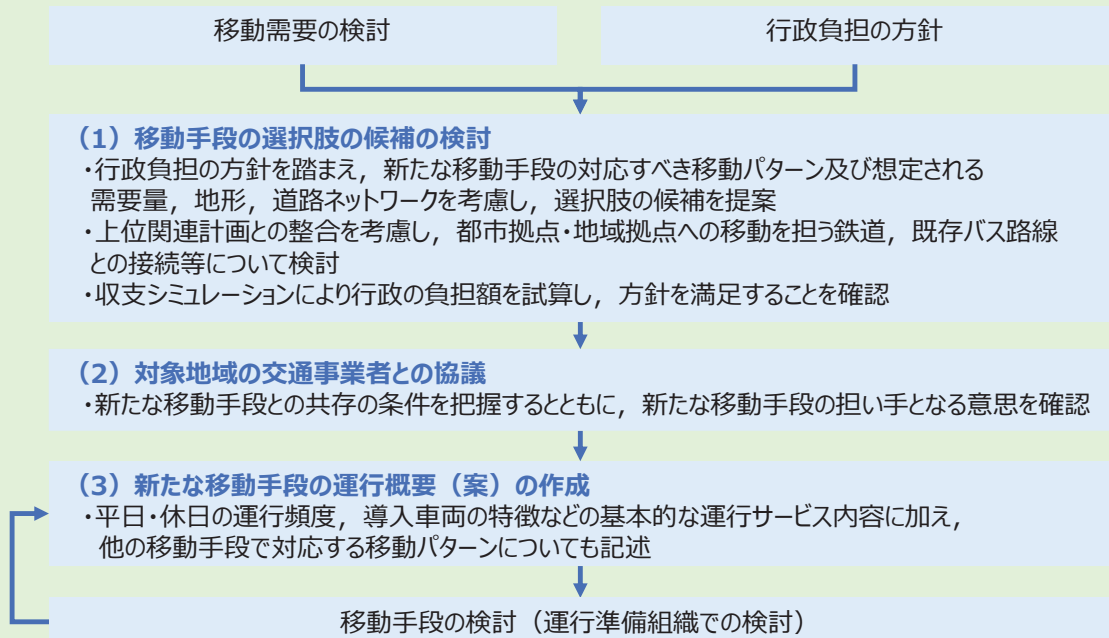 移動需要の検討
行政負担の方針
（1）移動手段の選択肢の候補の検討
・行政負担の方針を踏まえ，新たな移動手段の対応すべき移動パターン及び想定される
需要量，地形，道路ネットワークを考慮し，選択肢の候補を提案
・上位関連計画との整合を考慮し，都市拠点・地域拠点への移動を担う鉄道，既存バス路線
との接続等について検討
・収支シミュレーションにより行政の負担額を試算し，方針を満足することを確認
（2）対象地域の交通事業者との協議
・新たな移動手段との共存の条件を把握するとともに，新たな移動手段の担い手となる意思を確認
（3）新たな移動手段の運行概要（案）の作成
・平日・休日の運行頻度，導入車両の特徴などの基本的な運行サービス内容に加え，
他の移動手段で対応する移動パターンについても記述
移動手段の検討（運行準備組織での検討）